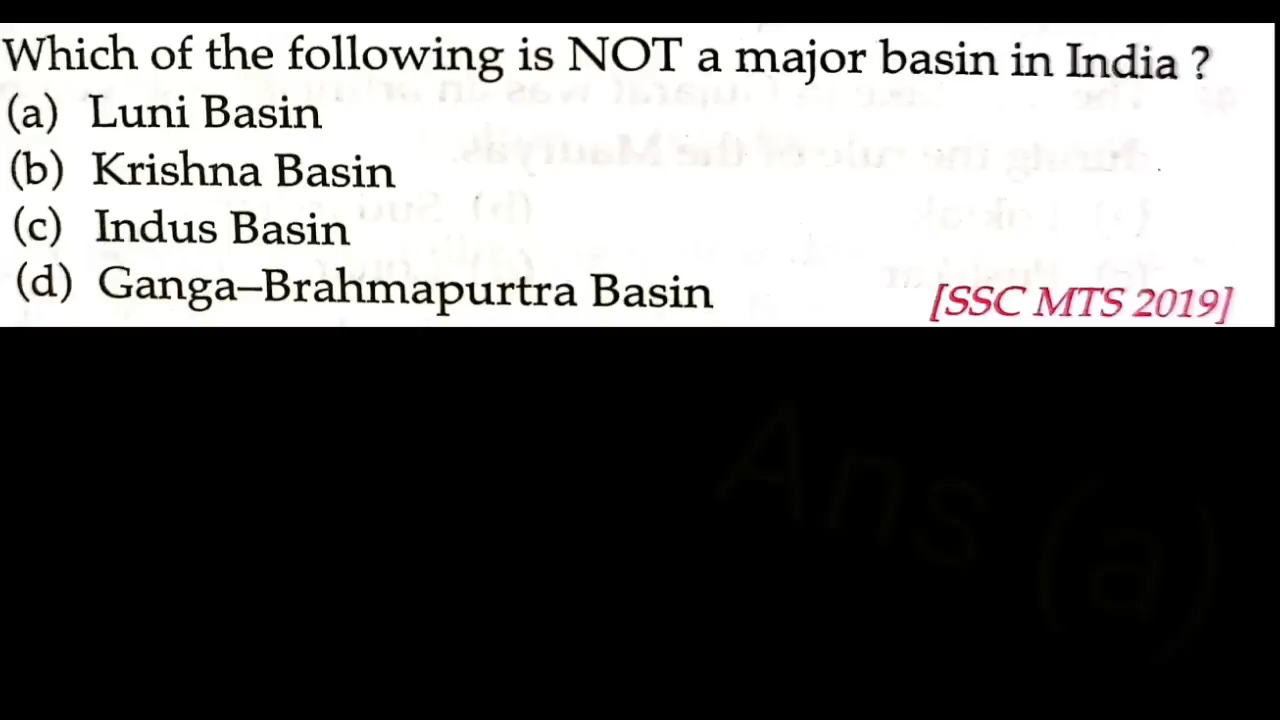 Which of the following is NOT a major basin in India ?
(a) Luni Basin
(b) Krishna Basin
(c) Indus Basin
(d) Ganga–Brahmapurtra Basin
[SSC MTS 2019]
Ans (a)